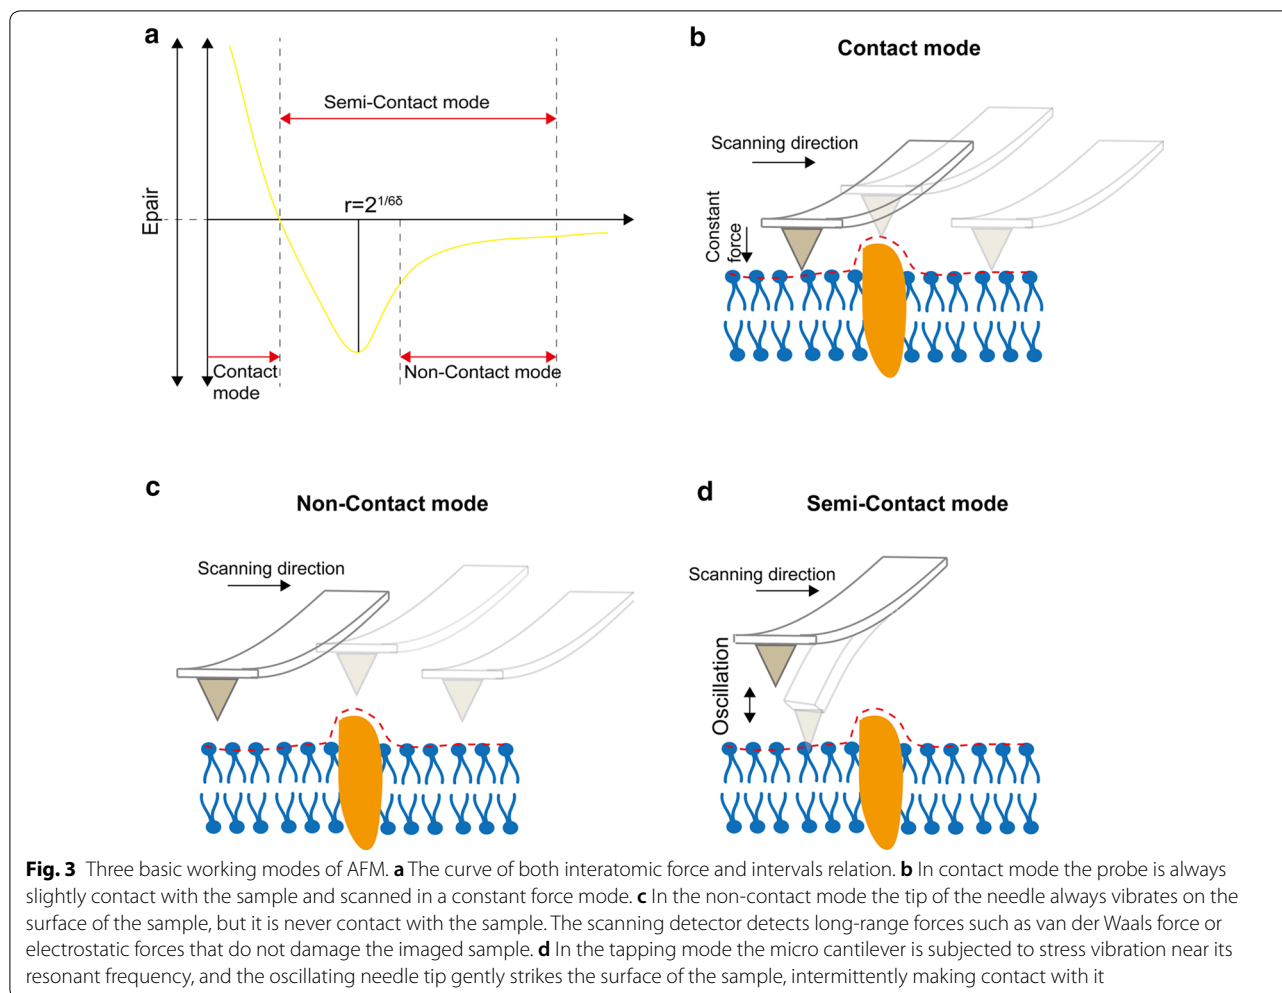 a
Semi-Contact mode
Epair
r=2^1/6δ
Contact
mode
Non-Contact mode
b
Contact mode
Scanning direction
Constant
force
c
Non-Contact mode
Scanning direction
d
Semi-Contact mode
Scanning direction
Oscillation
Fig. 3 Three basic working modes of AFM. a The curve of both interatomic force and intervals relation. b In contact mode the probe is always
slightly contact with the sample and scanned in a constant force mode. c In the non-contact mode the tip of the needle always vibrates on the
surface of the sample, but it is never contact with the sample. The scanning detector detects long-range forces such as van der Waals force or
electrostatic forces that do not damage the imaged sample. d In the tapping mode the micro cantilever is subjected to stress vibration near its
resonant frequency, and the oscillating needle tip gently strikes the surface of the sample, intermittently making contact with it